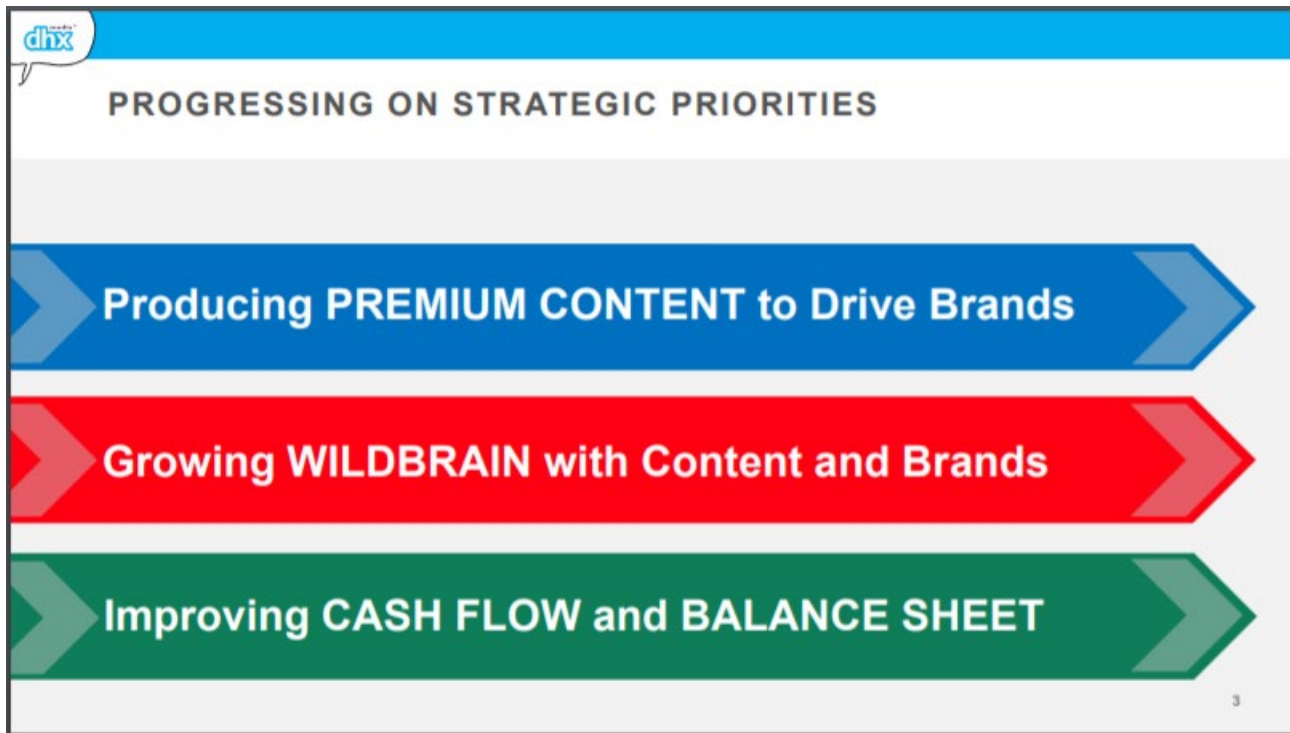 dhx media
PROGRESSING ON STRATEGIC PRIORITIES
Producing PREMIUM CONTENT to Drive Brands
Growing WILDBRAIN with Content and Brands
Improving CASH FLOW and BALANCE SHEET
3